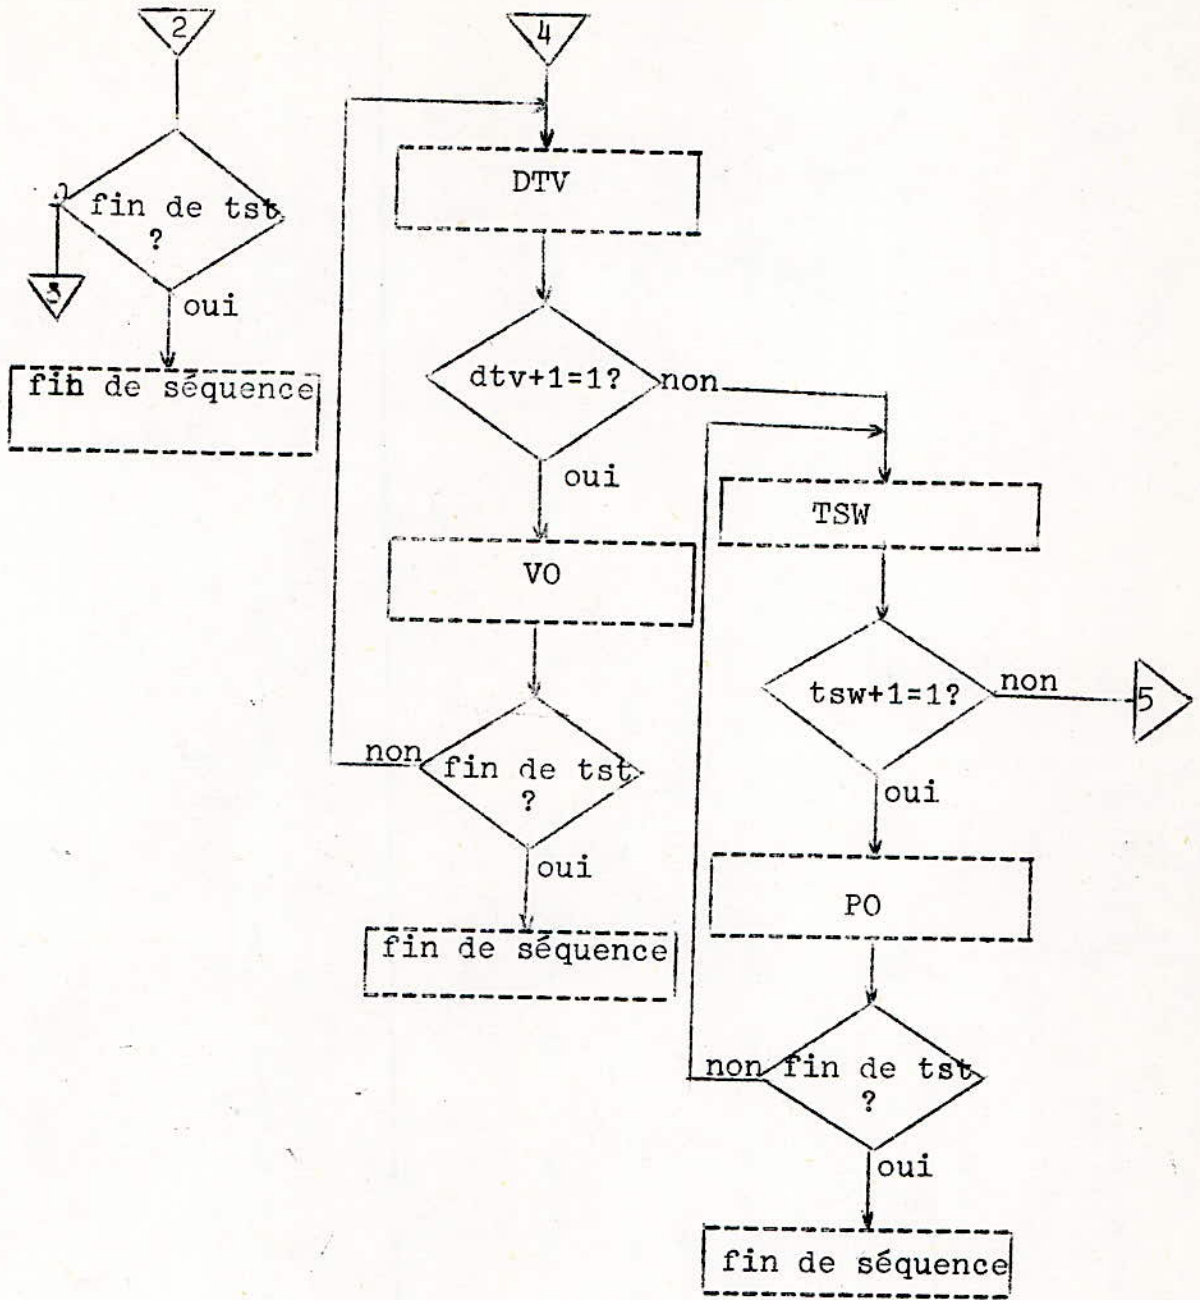 2
fin de tst
?
3
oui
fin de séquence
4
DTV
dtv+1=1?
non
oui
VO
non
fin de tst
?
oui
fin de séquence
TSW
tsw+1=1?
non
5
oui
PO
non
fin de tst
?
oui
fin de séquence